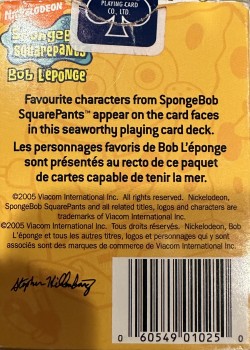 NICKELODEON
PLAYING CARD
CO., LTD
SpongeBob
SQUAREPANTS
BOB L'EPONGE
Favourite characters from SpongeBob
SquarePants™ appear on the card faces
in this seaworthy playing card deck.
Les personnages favoris de Bob L'éponge
sont présentés au recto de ce paquet
de cartes capable de tenir la mer.
©2005 Viacom International Inc. All rights reserved. Nickelodeon,
SpongeBob SquarePants and all related titles, logos and characters are
trademarks of Viacom International Inc.
©2005 Viacom International Inc. Tous droits réservés. Nickelodeon, Bob
L'éponge et tous les autres titres, logos et personnages qui y sont
associés sont des marques de commerce de Viacom International Inc.
Stephen Hillenburg
0 60549 01025